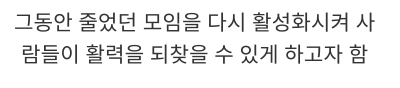 그동안 줄었던 모임을 다시 활성화시켜 사
람들이 활력을 되찾을 수 있게 하고자 함